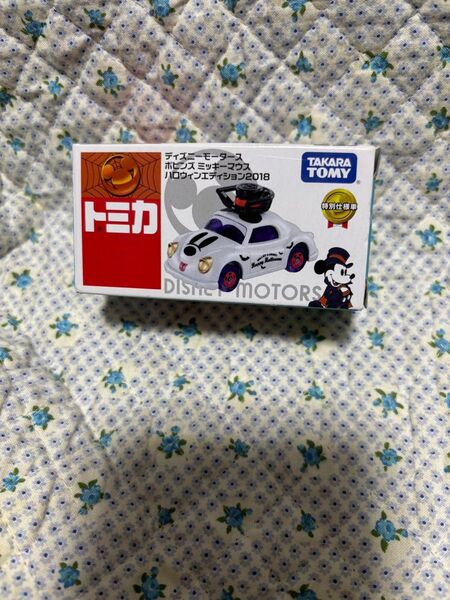 ディズニーモータース
ポピンズ ミッキーマウス
ハロウィンエディション2018
TAKARA
TOMY
トミカ
特別仕様車
DISNEY MOTORS